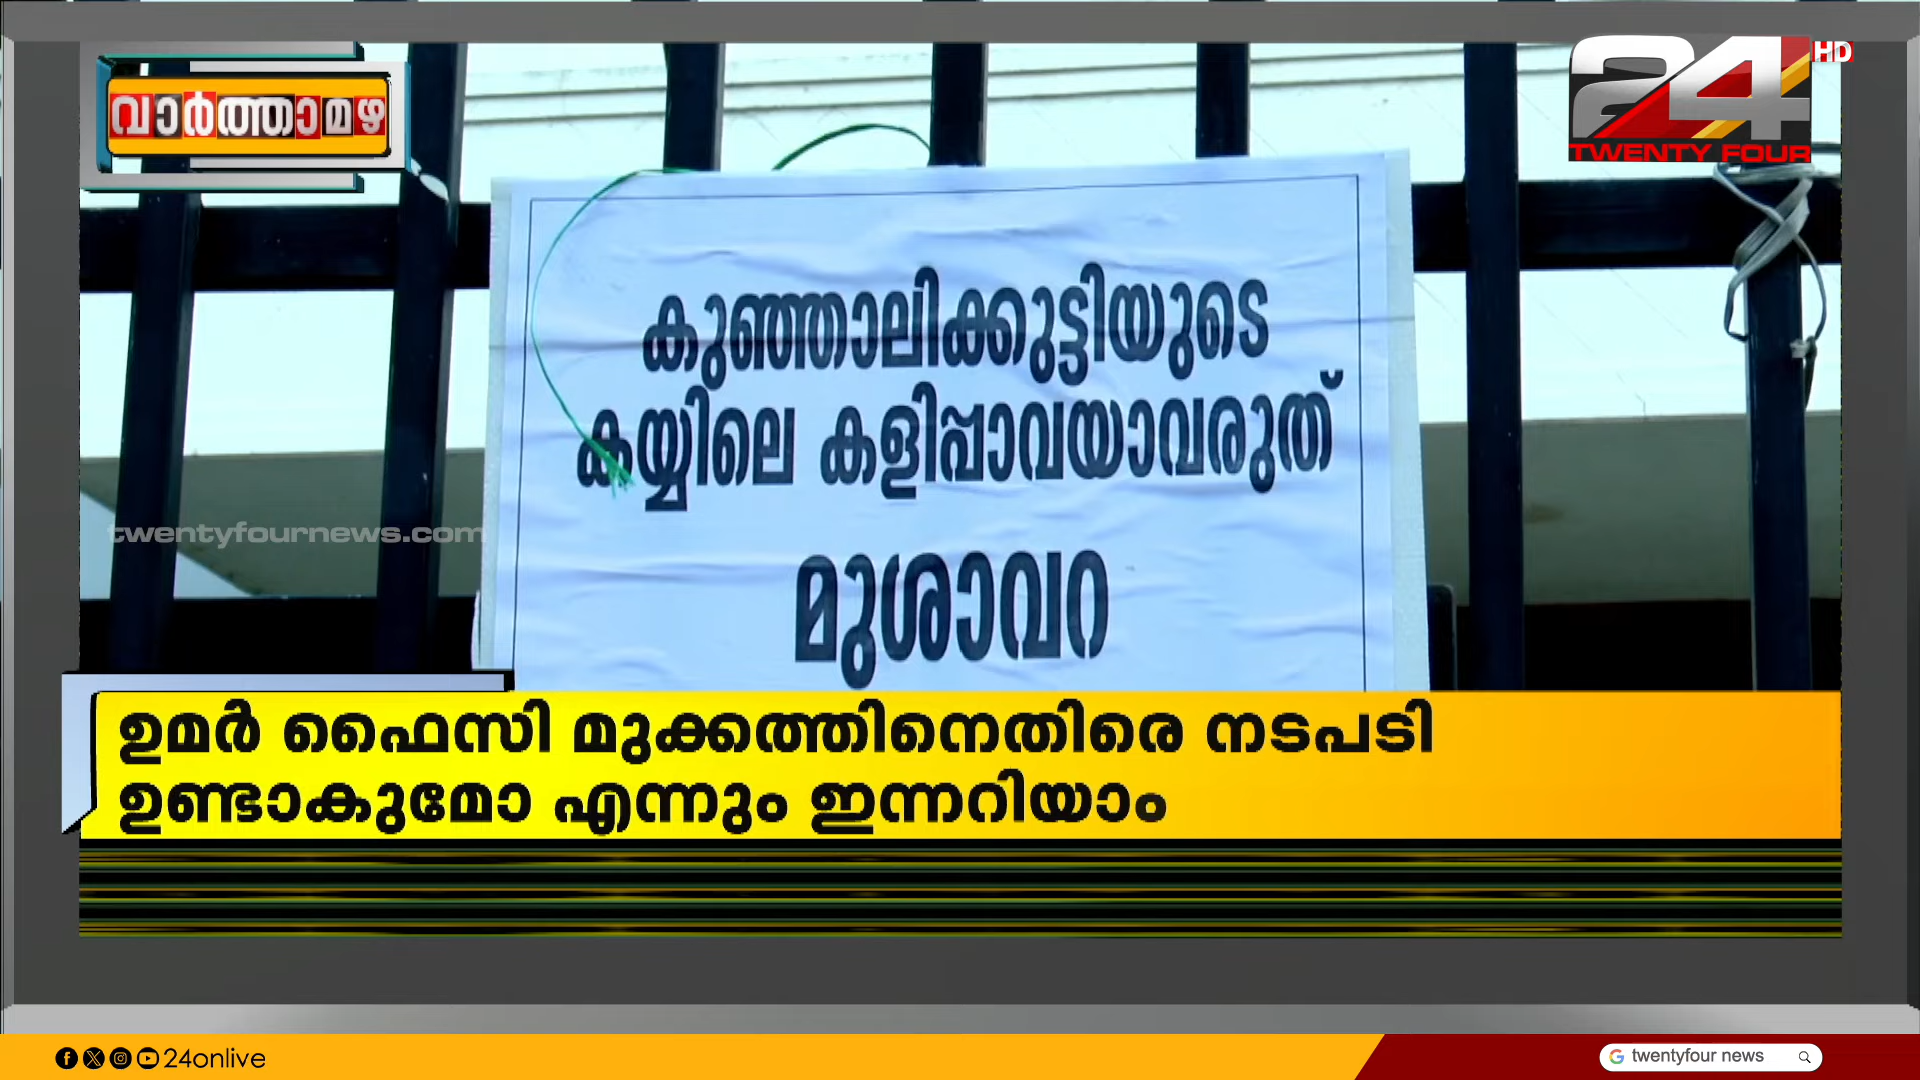 വാർത്താമഴ
24 HD
TWENTY FOUR
കുഞ്ഞാലിക്കുട്ടിയുടെ
കയ്യിലെ കളിപ്പാവയാവരുത്
മുശാവറ
twentyfournews.com
ഉമർ ഫൈസി മുക്കത്തിനെതിരെ നടപടി
ഉണ്ടാകുമോ എന്നും ഇന്നറിയാം
24onlive
twentyfour news